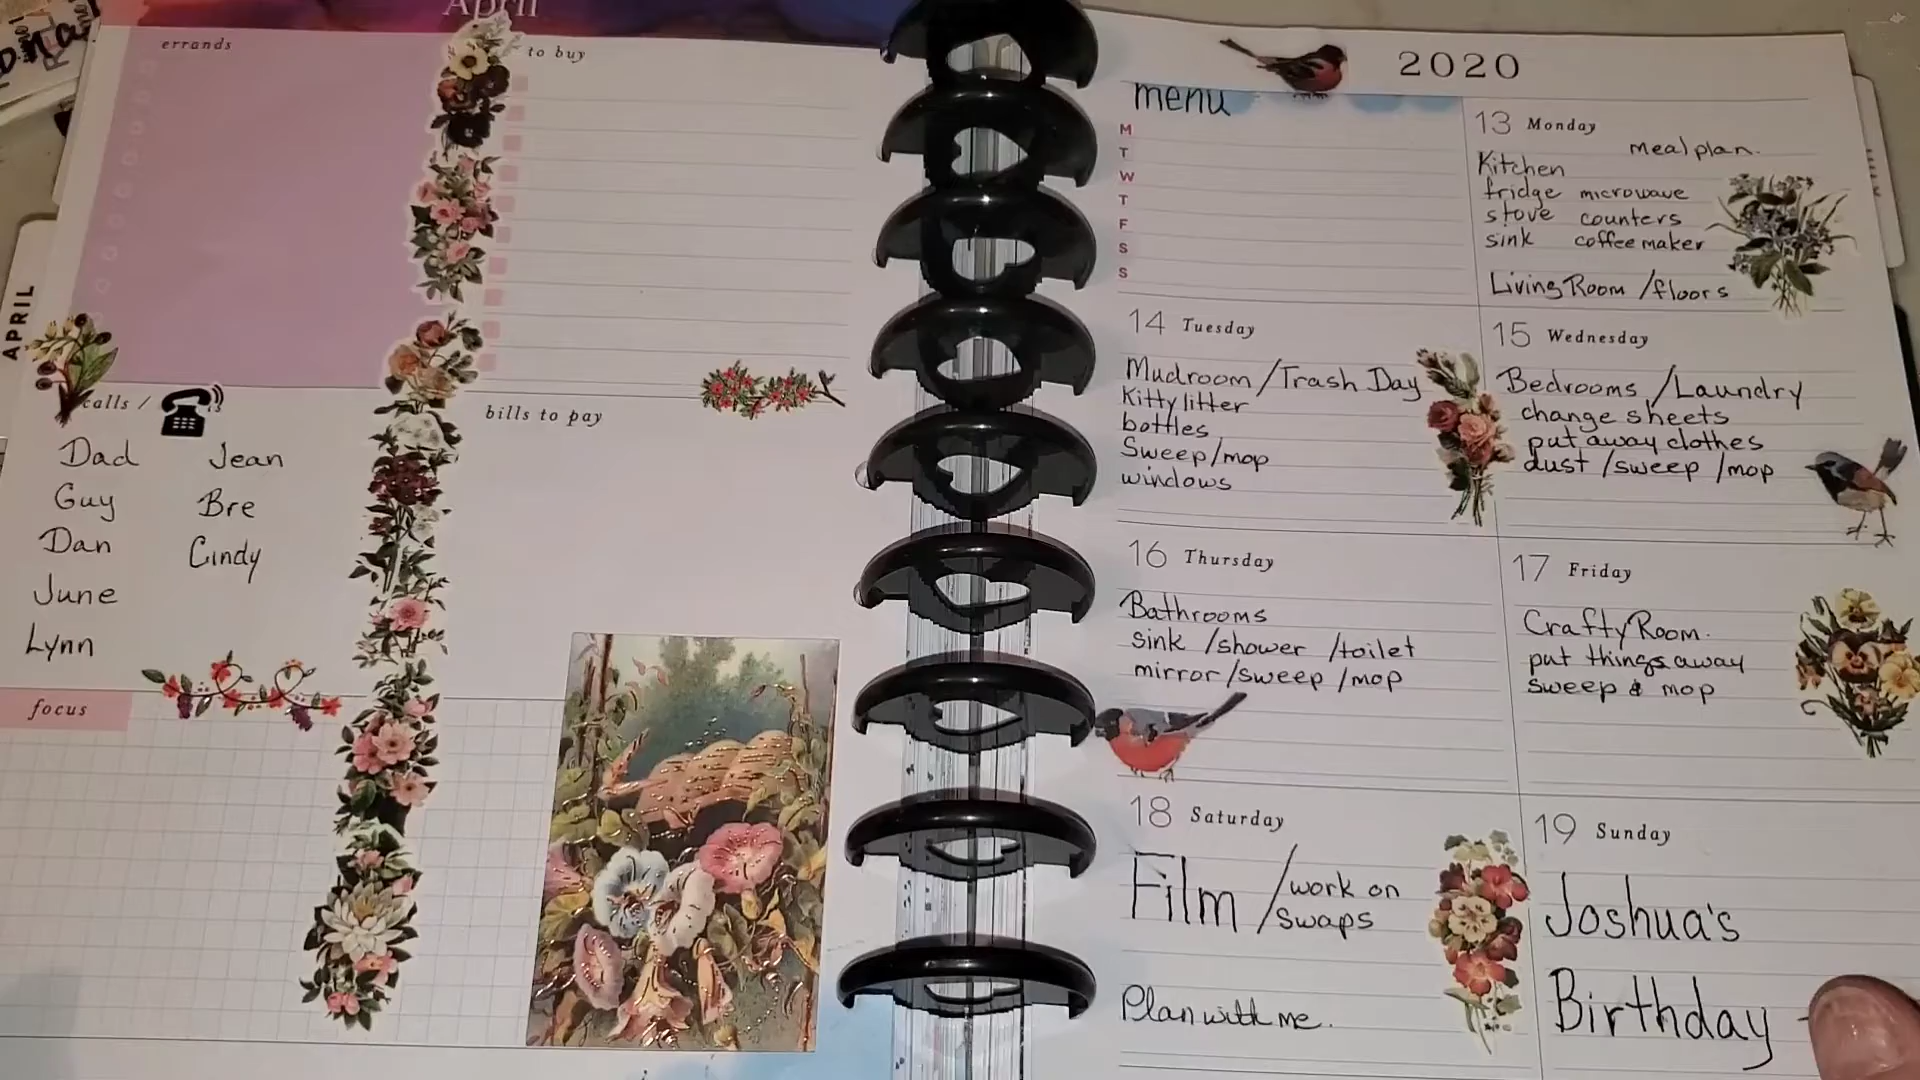 April
errands
to buy
APRIL
calls /
Dad Jean
Guy Bre
Dan Cindy
June
Lynn
bills to pay
focus
2020
menu
M
T
W
T
F
S
S
13 Monday
meal plan.
Kitchen
fridge microwave
stove counters
sink coffee maker
Living Room /floors
14 Tuesday
Mudroom /Trash Day
Kitty litter
bottles
Sweep/mop
windows
15 Wednesday
Bedrooms /Laundry
change sheets
put away clothes
dust /sweep /mop
16 Thursday
Bathrooms
sink /shower /toilet
mirror/sweep /mop
17 Friday
Crafty Room.
put things away
sweep & mop
18 Saturday
Film /work on
swaps
Plan with me.
19 Sunday
Joshua's
Birthday